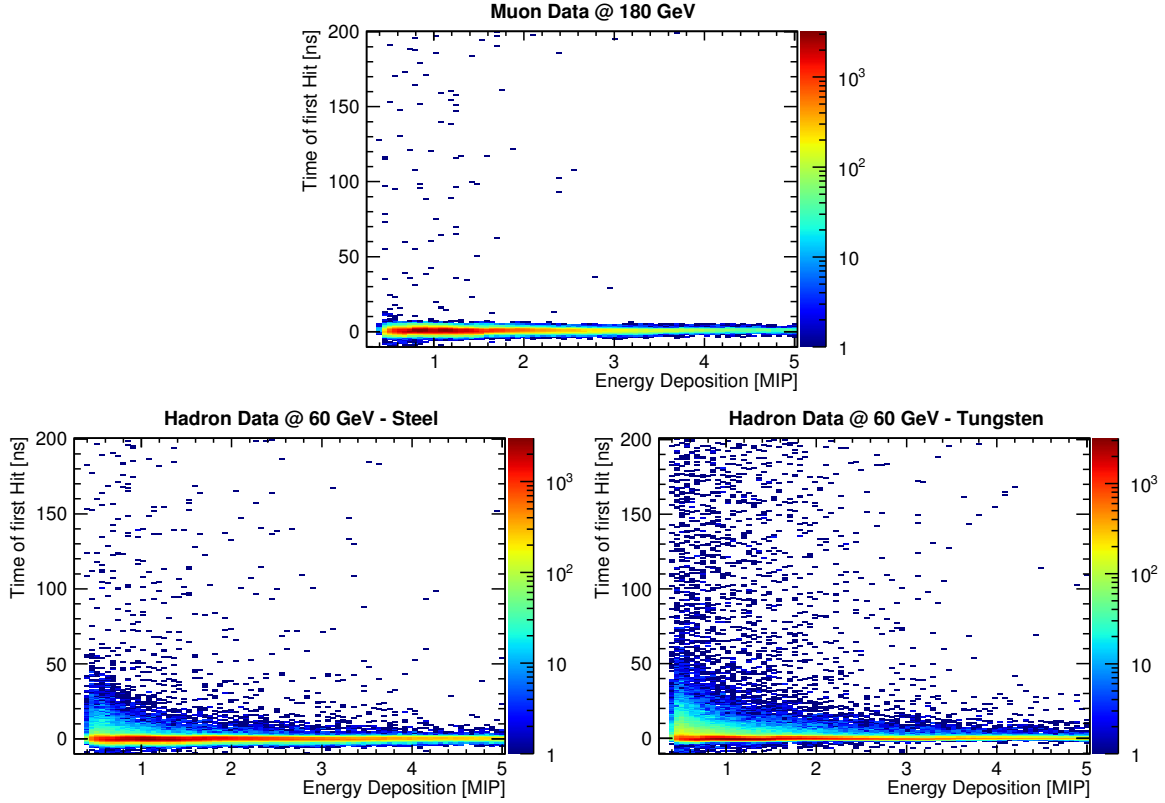 Muon Data @ 180 GeV
Time of first Hit [ns]
200
150
100
50
0
1 2 3 4 5
Energy Deposition [MIP]
10³
10²
10
1
Hadron Data @ 60 GeV - Steel
Time of first Hit [ns]
200
150
100
50
0
1 2 3 4 5
Energy Deposition [MIP]
10³
10²
10
1
Hadron Data @ 60 GeV - Tungsten
Time of first Hit [ns]
200
150
100
50
0
1 2 3 4 5
Energy Deposition [MIP]
10³
10²
10
1